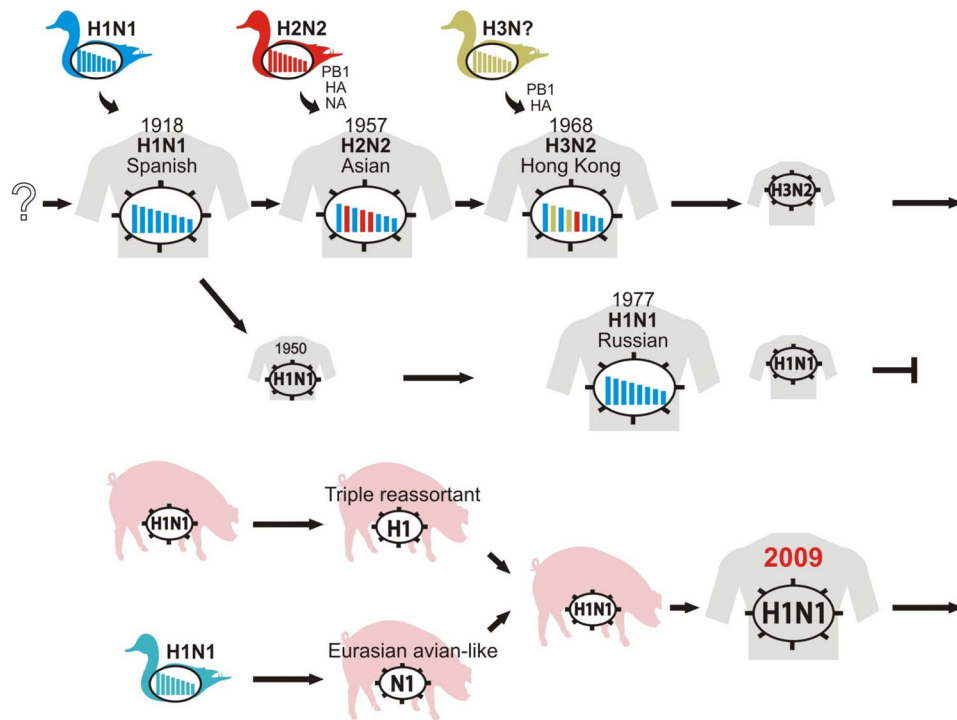 H1N1
H2N2
PB1
HA
NA
H3N?
PB1
HA
1918
H1N1
Spanish
1957
H2N2
Asian
1968
H3N2
Hong Kong
?
H3N2
1950
H1N1
1977
H1N1
Russian
H1N1
H1N1
Triple reassortant
H1
H1N1
2009
H1N1
H1N1
Eurasian avian-like
N1